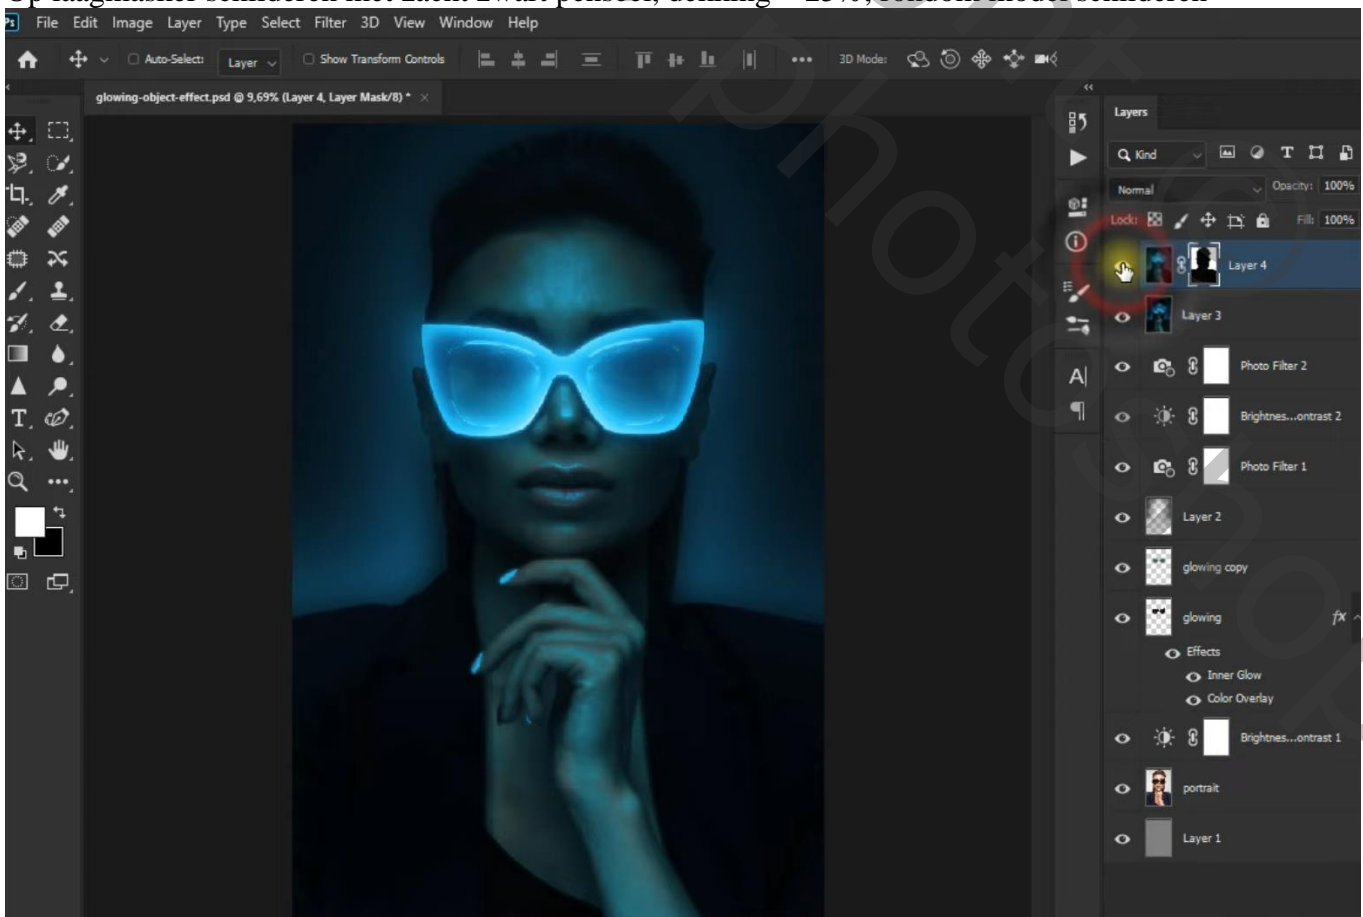 Op laagmasker schilderen met zacht zwart penseel; dekking = 25%; rondom model schilderen
Ps File Edit Image Layer Type Select Filter 3D View Window Help
Auto-Select: Layer Show Transform Controls 3D Mode:
glowing-object-effect.psd @ 9,69% (Layer 4, Layer Mask/8) * ×
Layers
Kind
Normal Opacity: 100%
Lock: Fill: 100%
Layer 4
Layer 3
Photo Filter 2
Brightnes...ontrast 2
Photo Filter 1
Layer 2
glowing copy
glowing fx
Effects
Inner Glow
Color Overlay
Brightnes...ontrast 1
portrait
Layer 1